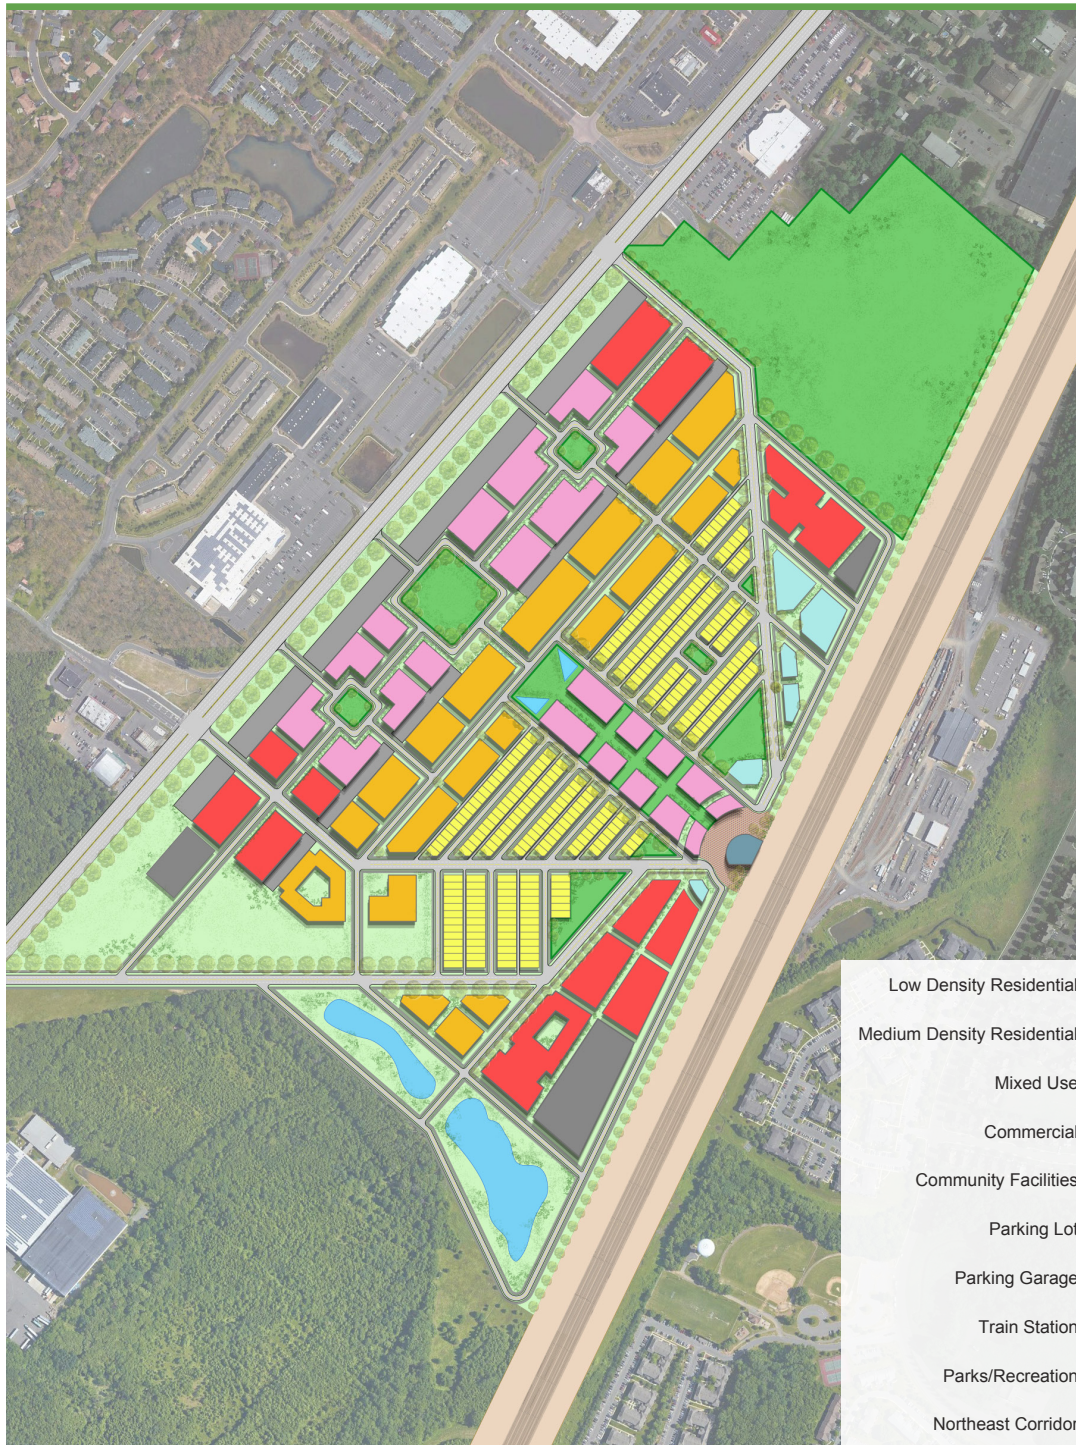 Low Density Residential
Medium Density Residential
Mixed Use
Commercial
Community Facilities
Parking Lot
Parking Garage
Train Station
Parks/Recreation
Northeast Corridor